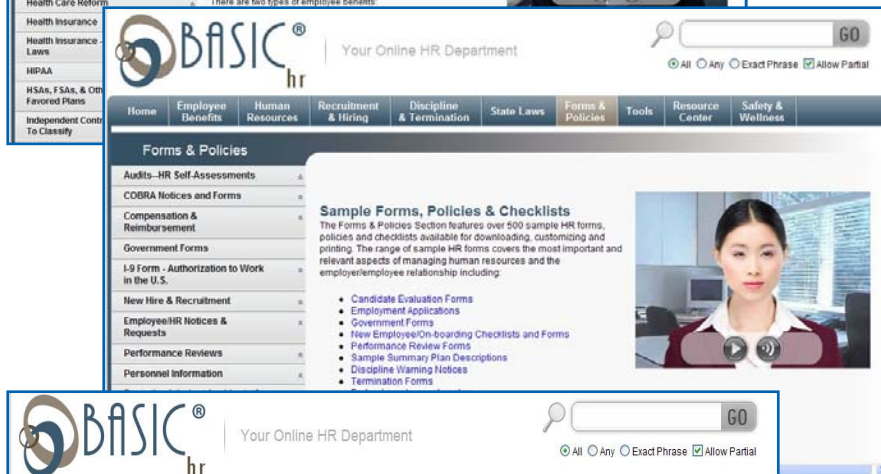 Health Care Reform
There are two types of employee benefits:
Health Insurance
Health Insurance -
Laws
HIPAA
HSAs, FSAs, & Oth
Favored Plans
Independent Contr
To Classify
BASIC®
hr
Your Online HR Department
GO
All Any Exact Phrase Allow Partial
Home Employee Benefits Human Resources Recruitment & Hiring Discipline & Termination State Laws Forms & Policies Tools Resource Center Safety & Wellness
Forms & Policies
Audits--HR Self-Assessments
COBRA Notices and Forms
Compensation &
Reimbursement
Government Forms
I-9 Form - Authorization to Work
in the U.S.
New Hire & Recruitment
Employee/HR Notices &
Requests
Performance Reviews
Personnel Information
Sample Forms, Policies & Checklists
The Forms & Policies Section features over 500 sample HR forms,
policies and checklists available for downloading, customizing and
printing. The range of sample HR forms covers the most important and
relevant aspects of managing human resources and the
employer/employee relationship including:
Candidate Evaluation Forms
Employment Applications
Government Forms
New Employee/On-boarding Checklists and Forms
Performance Review Forms
Sample Summary Plan Descriptions
Discipline Warning Notices
Termination Forms
BASIC®
hr
Your Online HR Department
GO
All Any Exact Phrase Allow Partial